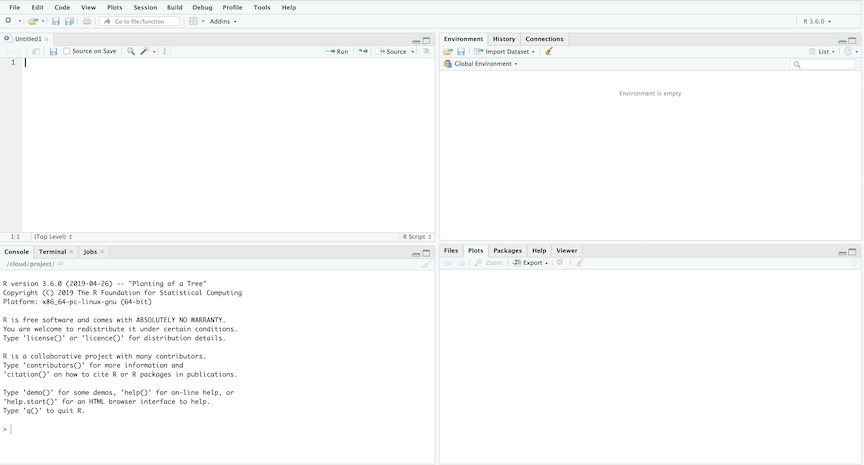 File Edit Code View Plots Session Build Debug Profile Tools Help
Go to file/function Addins R 3.6.0
Untitled1
Source on Save Run Source
1
1:1 (Top Level) R Script
Environment History Connections
Import Dataset List
Global Environment
Environment is empty
Console Terminal Jobs
/cloud/project/
R version 3.6.0 (2019-04-26) -- "Planting of a Tree"
Copyright (C) 2019 The R Foundation for Statistical Computing
Platform: x86_64-pc-linux-gnu (64-bit)
R is free software and comes with ABSOLUTELY NO WARRANTY.
You are welcome to redistribute it under certain conditions.
Type 'license()' or 'licence()' for distribution details.
R is a collaborative project with many contributors.
Type 'contributors()' for more information and
'citation()' on how to cite R or R packages in publications.
Type 'demo()' for some demos, 'help()' for on-line help, or
'help.start()' for an HTML browser interface to help.
Type 'q()' to quit R.
>
Files Plots Packages Help Viewer
Zoom Export